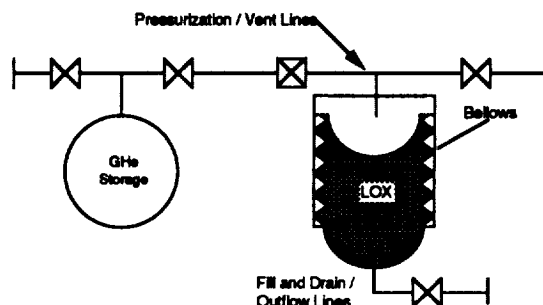 Pressurization / Vent Lines
Bellows
GHe
Storage
LOX
Fill and Drain /
Outflow Lines